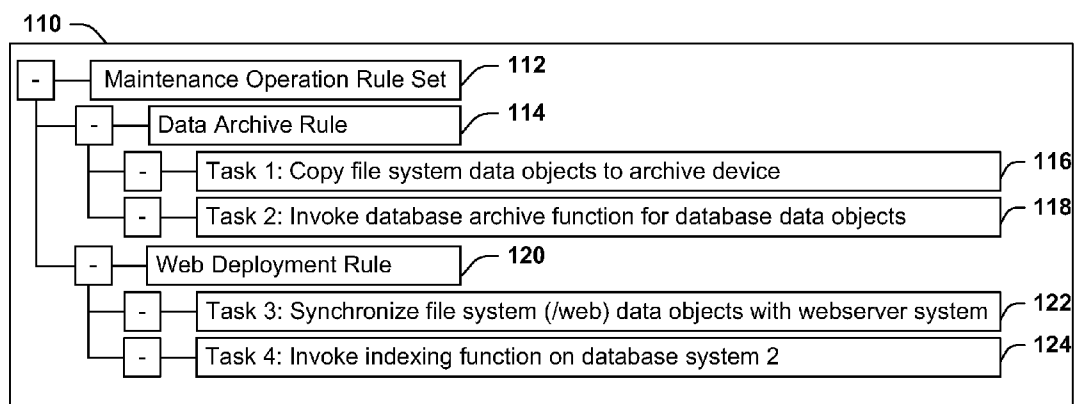 110
- Maintenance Operation Rule Set 112
- Data Archive Rule 114
- Task 1: Copy file system data objects to archive device 116
- Task 2: Invoke database archive function for database data objects 118
- Web Deployment Rule 120
- Task 3: Synchronize file system (/web) data objects with webserver system 122
- Task 4: Invoke indexing function on database system 2 124